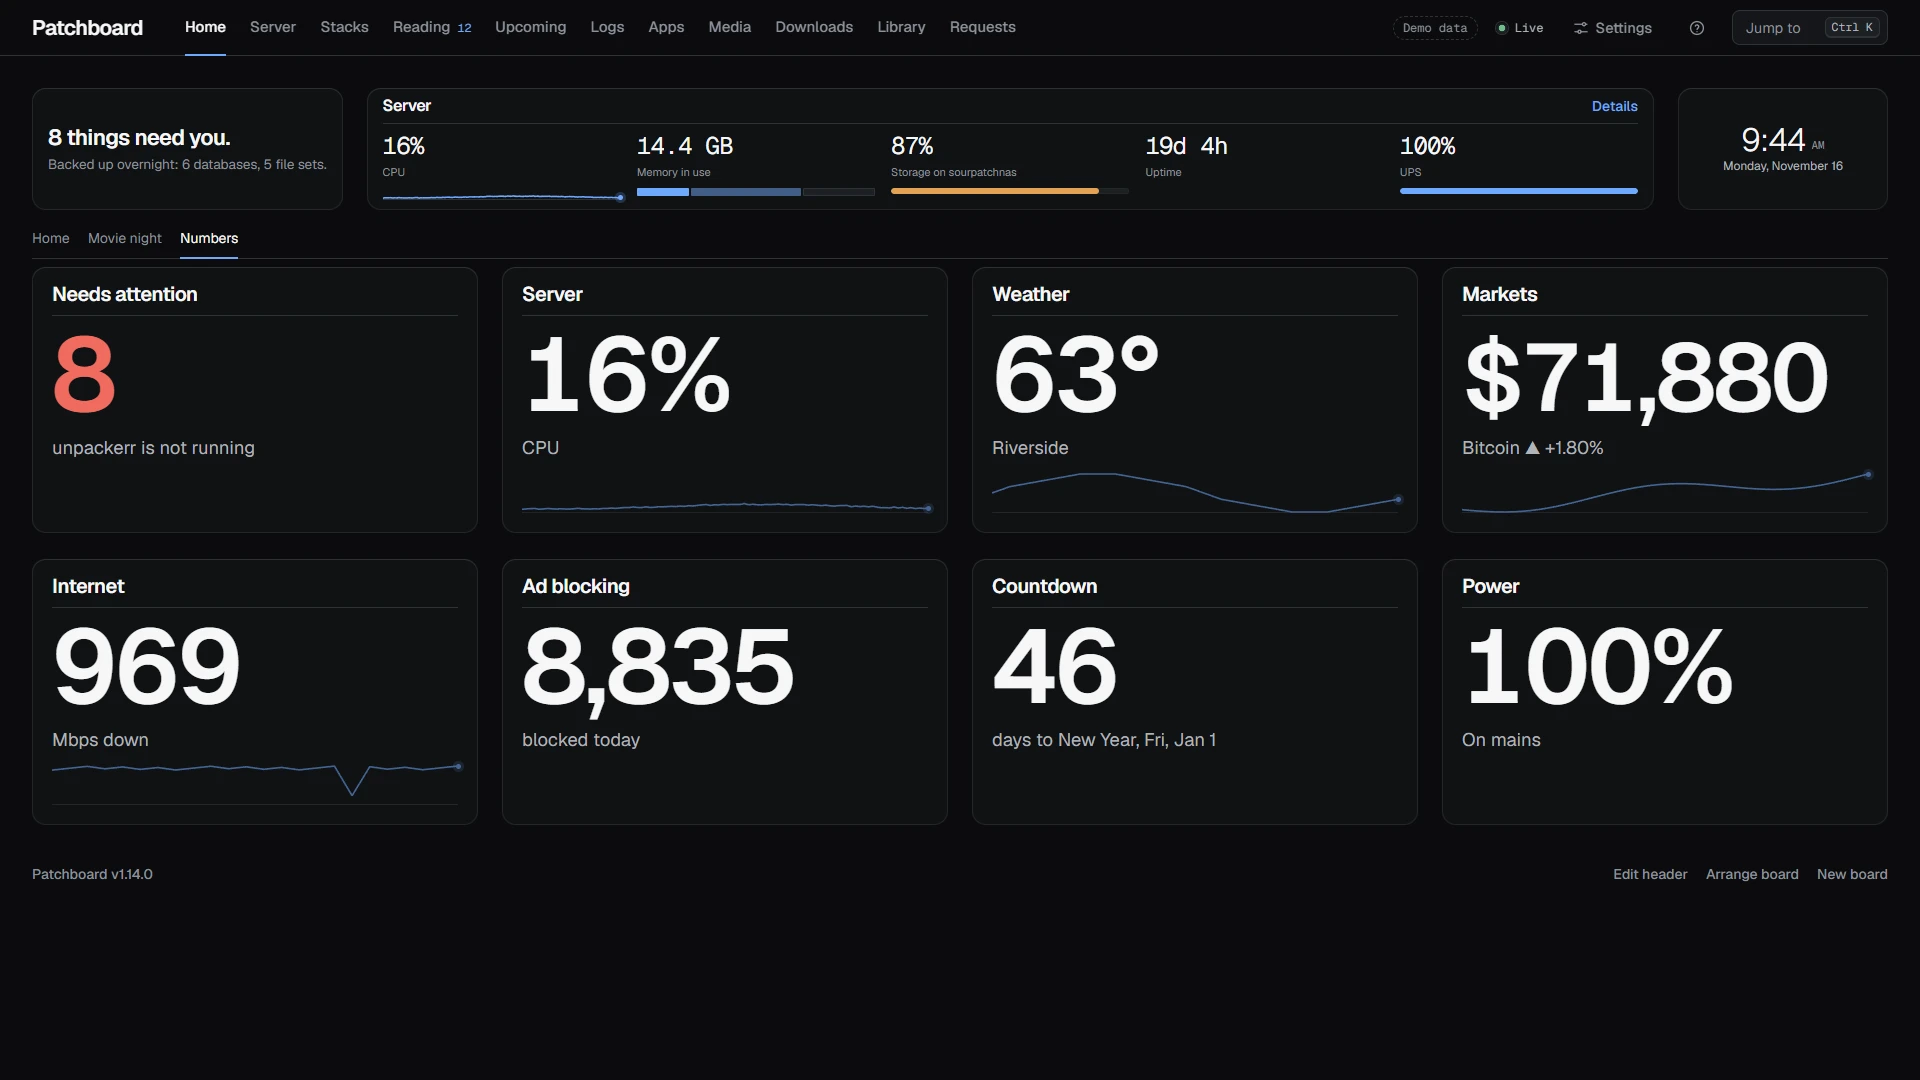 Patchboard Home Server Stacks Reading 12 Upcoming Logs Apps Media Downloads Library Requests Demo data Live Settings Jump to Ctrl K
8 things need you.
Backed up overnight: 6 databases, 5 file sets.
Server Details
16% 14.4 GB 87% 19d 4h 100%
CPU Memory in use Storage on sourpatchnas Uptime UPS
9:44 AM
Monday, November 16
Home Movie night Numbers
Needs attention
8
unpackerr is not running
Server
16%
CPU
Weather
63°
Riverside
Markets
$71,880
Bitcoin ▲ +1.80%
Internet
969
Mbps down
Ad blocking
8,835
blocked today
Countdown
46
days to New Year, Fri, Jan 1
Power
100%
On mains
Patchboard v1.14.0 Edit header Arrange board New board